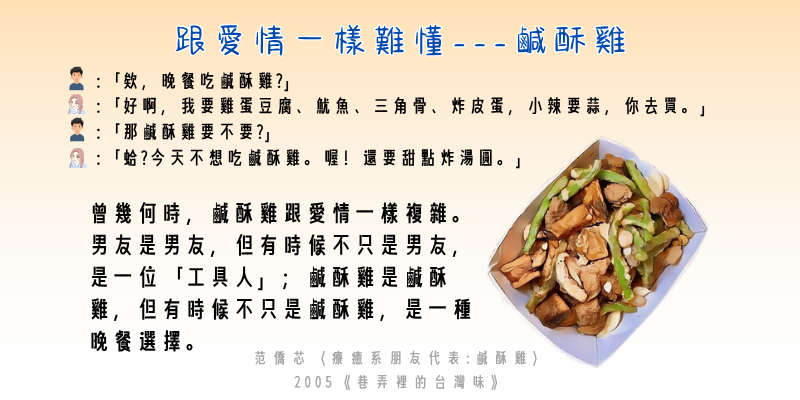 跟愛情一樣難懂---鹹酥雞
:「欸, 晚餐吃鹹酥雞?」
:「好啊, 我要雞蛋豆腐、魷魚、三角骨、炸皮蛋, 小辣要蒜, 你去買。」
:「那鹹酥雞要不要?」
:「蛤?今天不想吃鹹酥雞。喔! 還要甜點炸湯圓。」
曾幾何時, 鹹酥雞跟愛情一樣複雜。
男友是男友, 但有時候不只是男友,
是一位「工具人」; 鹹酥雞是鹹酥
雞, 但有時候不只是鹹酥雞, 是一種
晚餐選擇。
范僑芯〈療癒系朋友代表:鹹酥雞〉
2005《巷弄裡的台灣味》